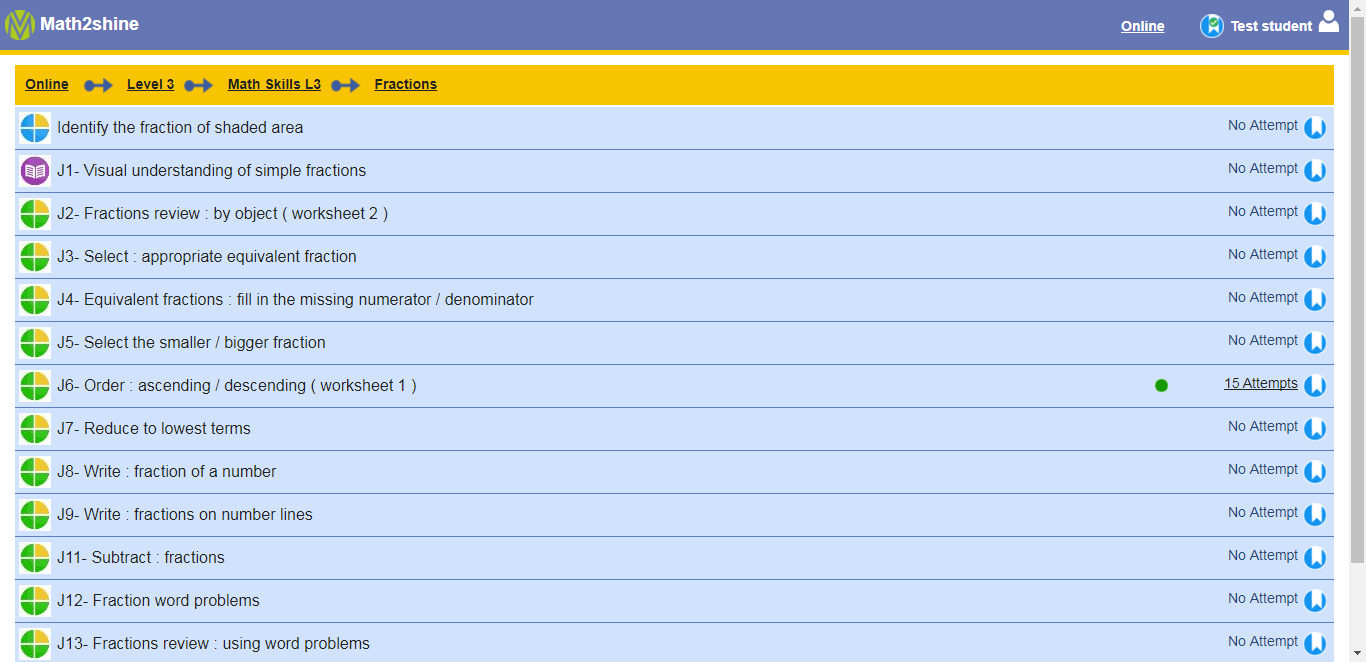 Math2shine
Online
Test student
Online Level 3 Math Skills L3 Fractions
Identify the fraction of shaded area No Attempt
J1- Visual understanding of simple fractions No Attempt
J2- Fractions review : by object ( worksheet 2 ) No Attempt
J3- Select : appropriate equivalent fraction No Attempt
J4- Equivalent fractions : fill in the missing numerator / denominator No Attempt
J5- Select the smaller / bigger fraction No Attempt
J6- Order : ascending / descending ( worksheet 1 ) 15 Attempts
J7- Reduce to lowest terms No Attempt
J8- Write : fraction of a number No Attempt
J9- Write : fractions on number lines No Attempt
J11- Subtract : fractions No Attempt
J12- Fraction word problems No Attempt
J13- Fractions review : using word problems No Attempt